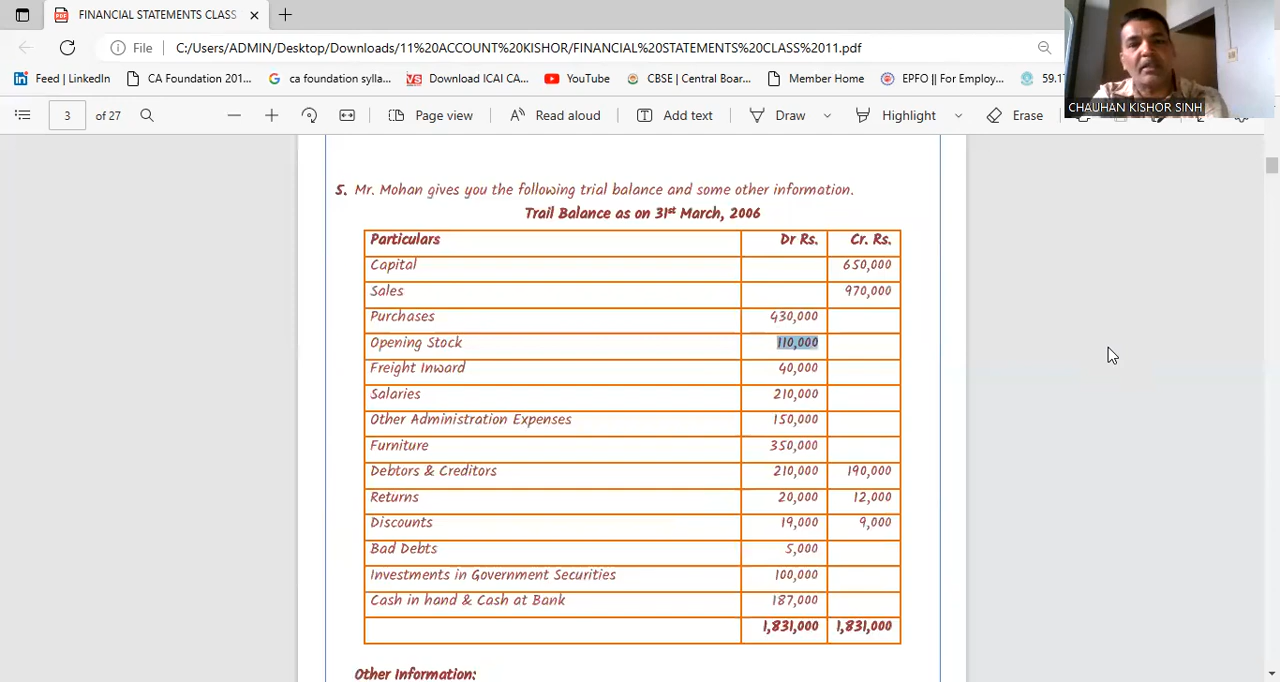 FINANCIAL STATEMENTS CLASS
File C:/Users/ADMIN/Desktop/Downloads/11%20ACCOUNT%20KISHOR/FINANCIAL%20STATEMENTS%20CLASS%2011.pdf
Feed | LinkedIn CA Foundation 201... ca foundation sylla... Download ICAI CA... YouTube CBSE | Central Boar... Member Home EPFO || For Employ... 59.17
CHAUHAN KISHOR SINH
3 of 27 Page view Read aloud Add text Draw Highlight Erase
5. Mr. Mohan gives you the following trial balance and some other information.
Trail Balance as on 31st March, 2006
Particulars Dr Rs. Cr. Rs.
Capital 650,000
Sales 970,000
Purchases 430,000
Opening Stock 110,000
Freight Inward 40,000
Salaries 210,000
Other Administration Expenses 150,000
Furniture 350,000
Debtors & Creditors 210,000 190,000
Returns 20,000 12,000
Discounts 19,000 9,000
Bad Debts 5,000
Investments in Government Securities 100,000
Cash in hand & Cash at Bank 187,000
1,831,000 1,831,000
Other Information: